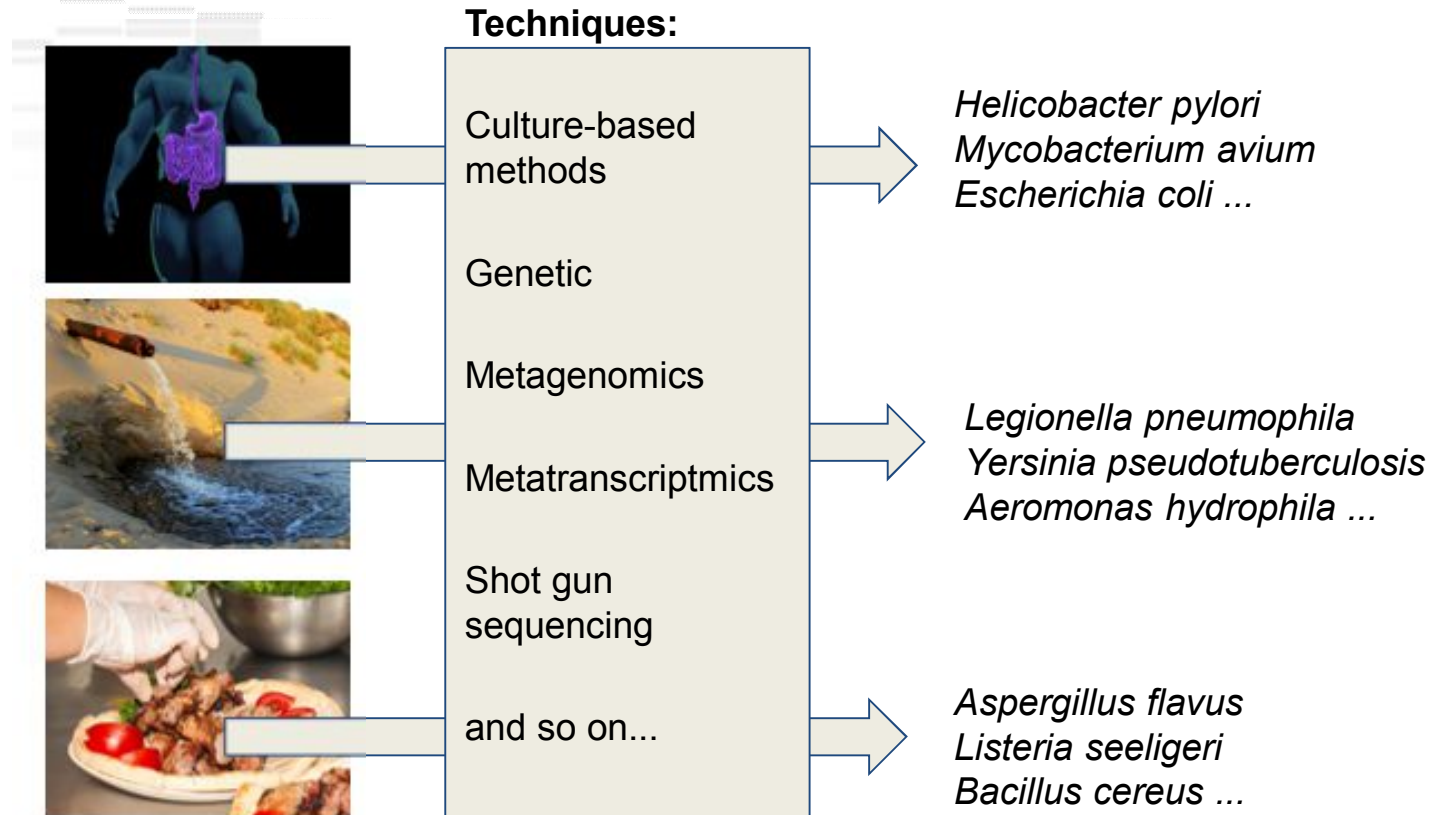 Techniques:
Culture-based
methods
Genetic
Metagenomics
Metatranscriptmics
Shot gun
sequencing
and so on...
Helicobacter pylori
Mycobacterium avium
Escherichia coli ...
Legionella pneumophila
Yersinia pseudotuberculosis
Aeromonas hydrophila ...
Aspergillus flavus
Listeria seeligeri
Bacillus cereus ...